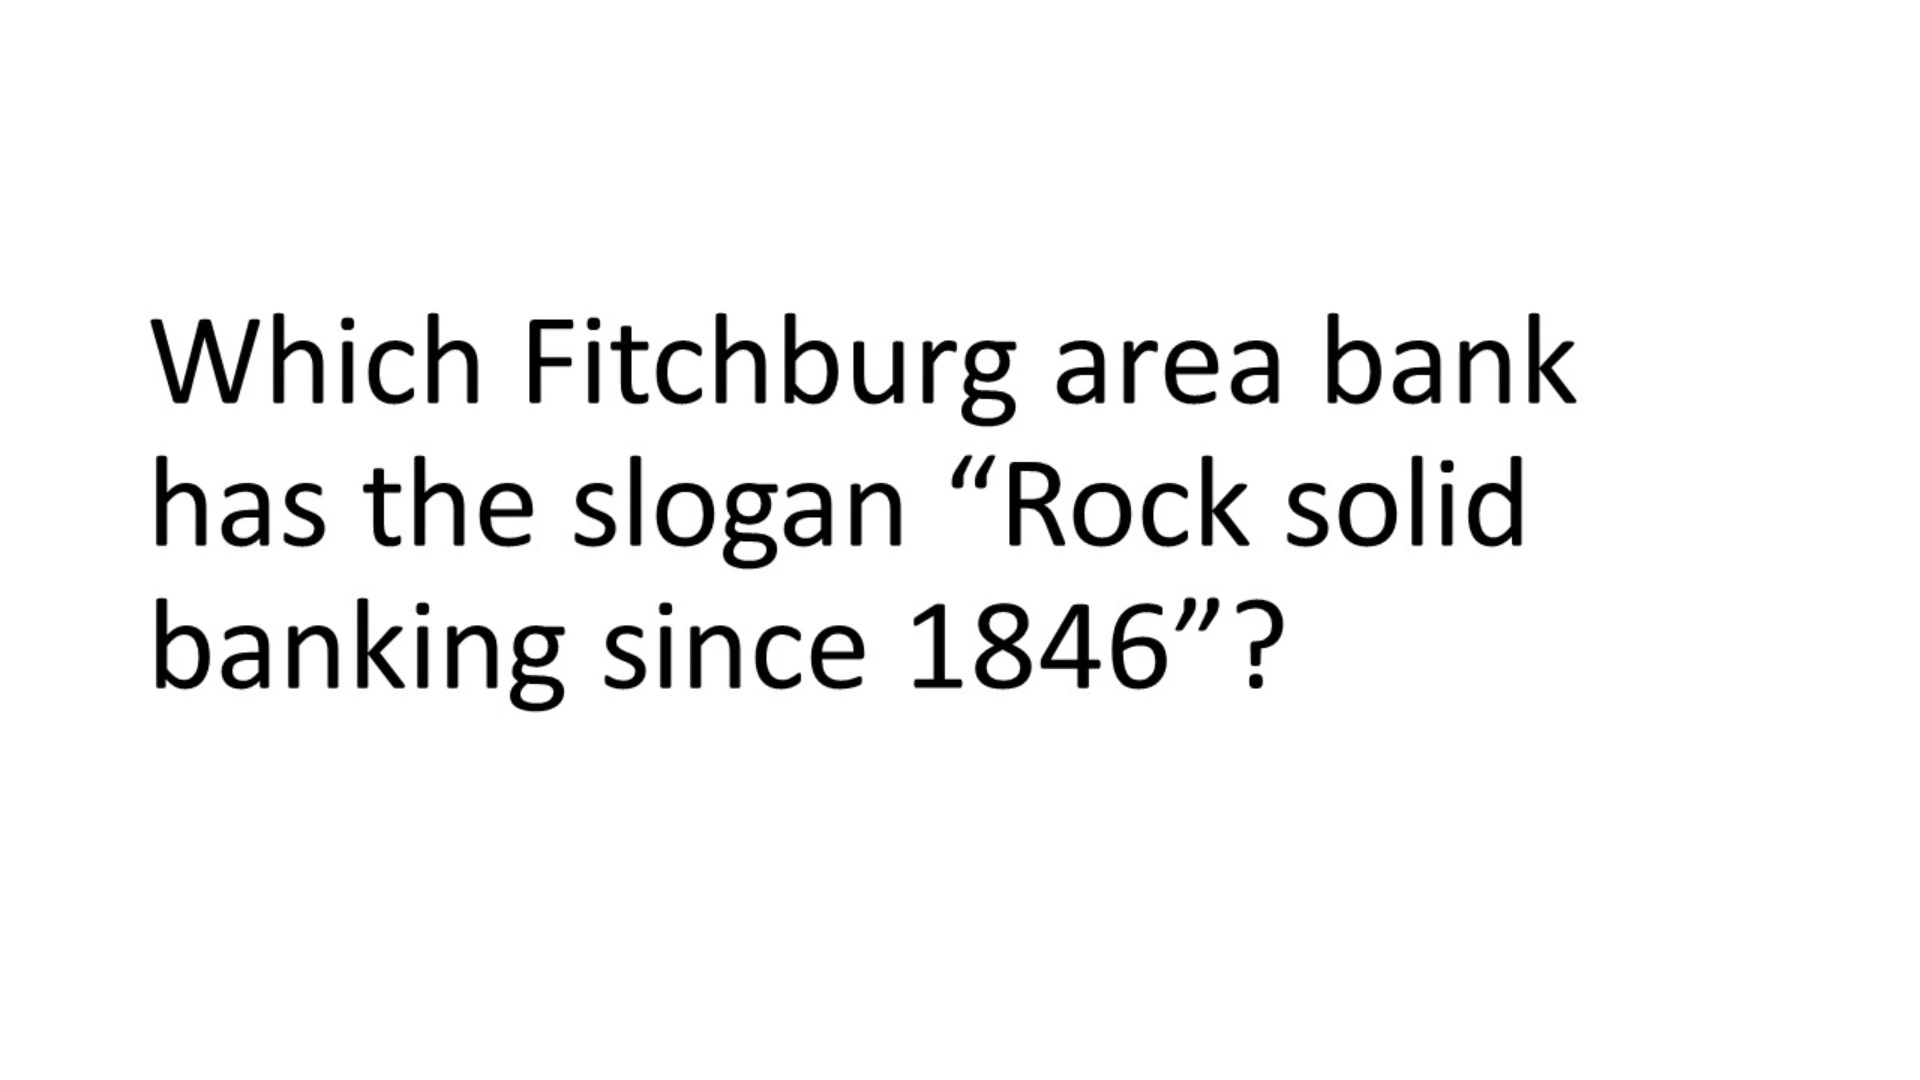 Which Fitchburg area bank
has the slogan “Rock solid
banking since 1846”?